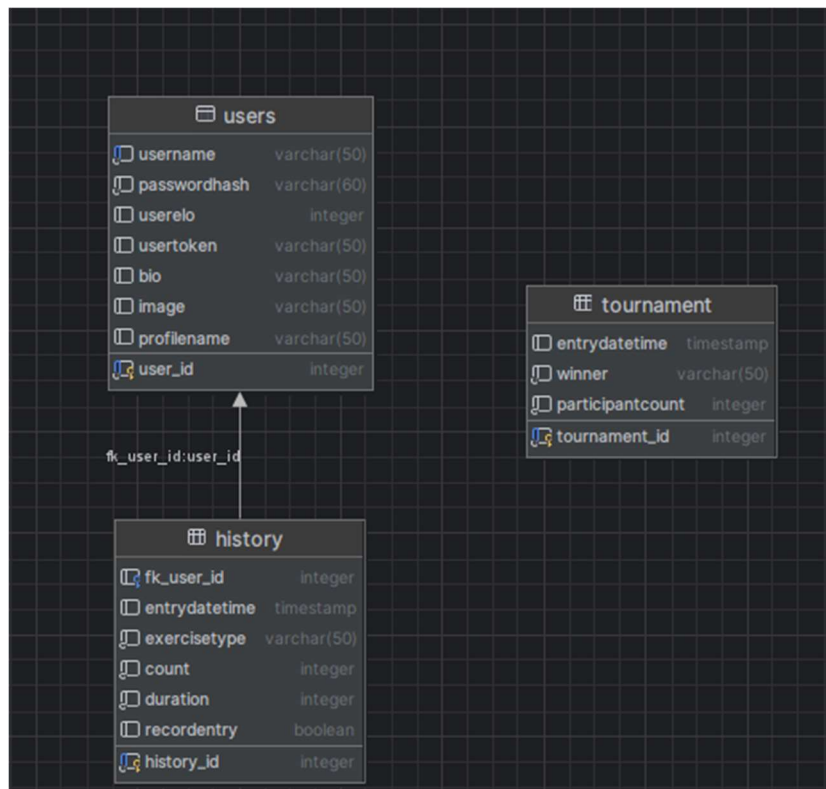 users
username varchar(50)
passwordhash varchar(60)
userelo integer
usertoken varchar(50)
bio varchar(50)
image varchar(50)
profilename varchar(50)
user_id integer
fk_user_id:user_id
history
fk_user_id integer
entrydatetime timestamp
exercisetype varchar(50)
count integer
duration integer
recordentry boolean
history_id integer
tournament
entrydatetime timestamp
winner varchar(50)
participantcount integer
tournament_id integer